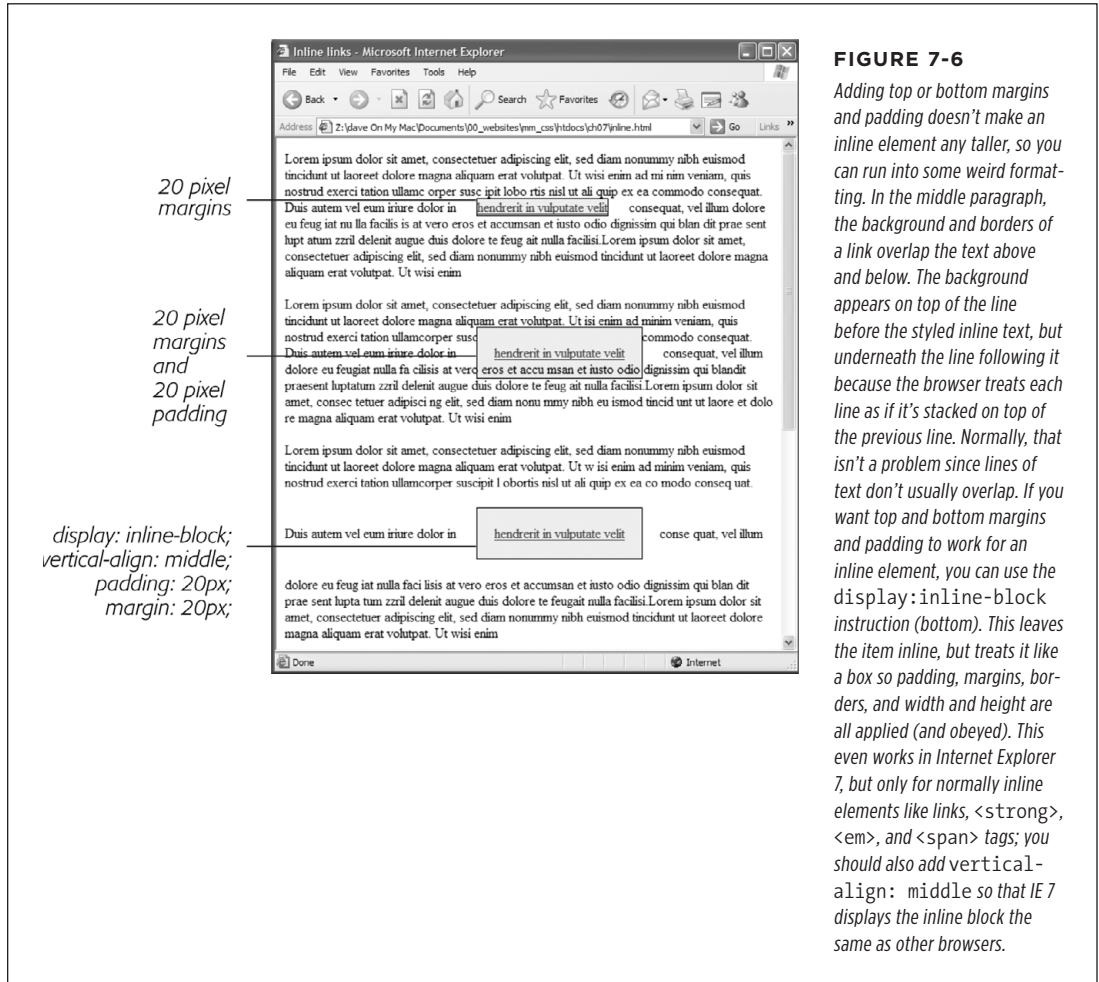 Inline links - Microsoft Internet Explorer
File Edit View Favorites Tools Help
Back Search Favorites
Address Z:\dave On My Mac\Documents\00_websites\mm_css\htdocs\ch07\inline.html Go Links »
Lorem ipsum dolor sit amet, consectetuer adipiscing elit, sed diam nonummy nibh euismod
tincidunt ut laoreet dolore magna aliquam erat volutpat. Ut wisi enim ad mi nim veniam, quis
nostrud exerci tation ullamc orper susc ipit lobo rtis nisl ut ali quip ex ea commodo consequat.
Duis autem vel eum iriure dolor in hendrerit in vulputate velit consequat, vel illum dolore
eu feug iat nu lla facilis is at vero eros et accumsan et iusto odio dignissim qui blan dit prae sent
lupt atum zzril delenit augue duis dolore te feug ait nulla facilisi.Lorem ipsum dolor sit amet,
consectetuer adipiscing elit, sed diam nonummy nibh euismod tincidunt ut laoreet dolore magna
aliquam erat volutpat. Ut wisi enim
20 pixel
margins
Lorem ipsum dolor sit amet, consectetuer adipiscing elit, sed diam nonummy nibh euismod
tincidunt ut laoreet dolore magna aliquam erat volutpat. Ut isi enim ad minim veniam, quis
nostrud exerci tation ullamcorper susc commodo consequat.
Duis autem vel eum iriure dolor in hendrerit in vulputate velit consequat, vel illum
dolore eu feugiat nulla fa cilisis at vero eros et accu msan et iusto odio dignissim qui blandit
praesent luptatum zzril delenit augue duis dolore te feug ait nulla facilisi.Lorem ipsum dolor sit
amet, consec tetuer adipisci ng elit, sed diam nonu mmy nibh eu ismod tincid unt ut laore et dolo
re magna aliquam erat volutpat. Ut wisi enim
20 pixel
margins
and
20 pixel
padding
Lorem ipsum dolor sit amet, consectetuer adipiscing elit, sed diam nonummy nibh euismod
tincidunt ut laoreet dolore magna aliquam erat volutpat. Ut w isi enim ad minim veniam, quis
nostrud exerci tation ullamcorper suscipit l obortis nisl ut ali quip ex ea co modo conseq uat.
Duis autem vel eum iriure dolor in hendrerit in vulputate velit conse quat, vel illum
dolore eu feug iat nulla faci lisis at vero eros et accumsan et iusto odio dignissim qui blan dit
prae sent lupta tum zzril delenit augue duis dolore te feugait nulla facilisi.Lorem ipsum dolor sit
amet, consectetuer adipiscing elit, sed diam nonummy nibh euismod tincidunt ut laoreet dolore
magna aliquam erat volutpat. Ut wisi enim
display: inline-block;
vertical-align: middle;
padding: 20px;
margin: 20px;
Done Internet
FIGURE 7-6
Adding top or bottom margins
and padding doesn't make an
inline element any taller, so you
can run into some weird format-
ting. In the middle paragraph,
the background and borders of
a link overlap the text above
and below. The background
appears on top of the line
before the styled inline text, but
underneath the line following it
because the browser treats each
line as if it's stacked on top of
the previous line. Normally, that
isn't a problem since lines of
text don't usually overlap. If you
want top and bottom margins
and padding to work for an
inline element, you can use the
display:inline-block
instruction (bottom). This leaves
the item inline, but treats it like
a box so padding, margins, bor-
ders, and width and height are
all applied (and obeyed). This
even works in Internet Explorer
7, but only for normally inline
elements like links, <strong>,
<em>, and <span> tags; you
should also add vertical-
align: middle so that IE 7
displays the inline block the
same as other browsers.